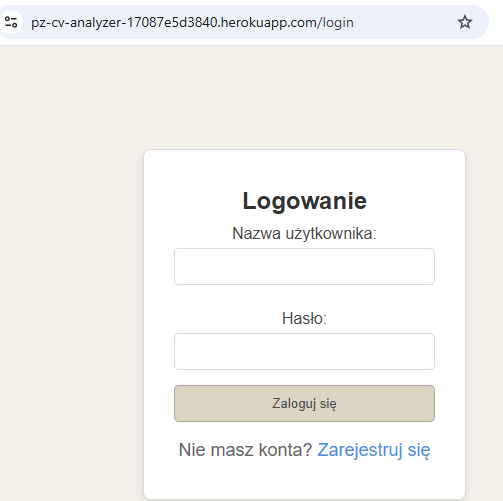 pz-cv-analyzer-17087e5d3840.herokuapp.com/login
Logowanie
Nazwa użytkownika:
Hasło:
Zaloguj się
Nie masz konta? Zarejestruj się